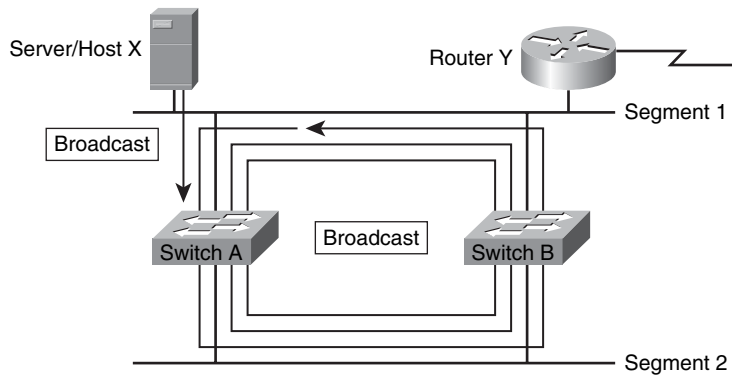 Server/Host X
Router Y
Segment 1
Broadcast
Broadcast
Switch A
Switch B
Segment 2